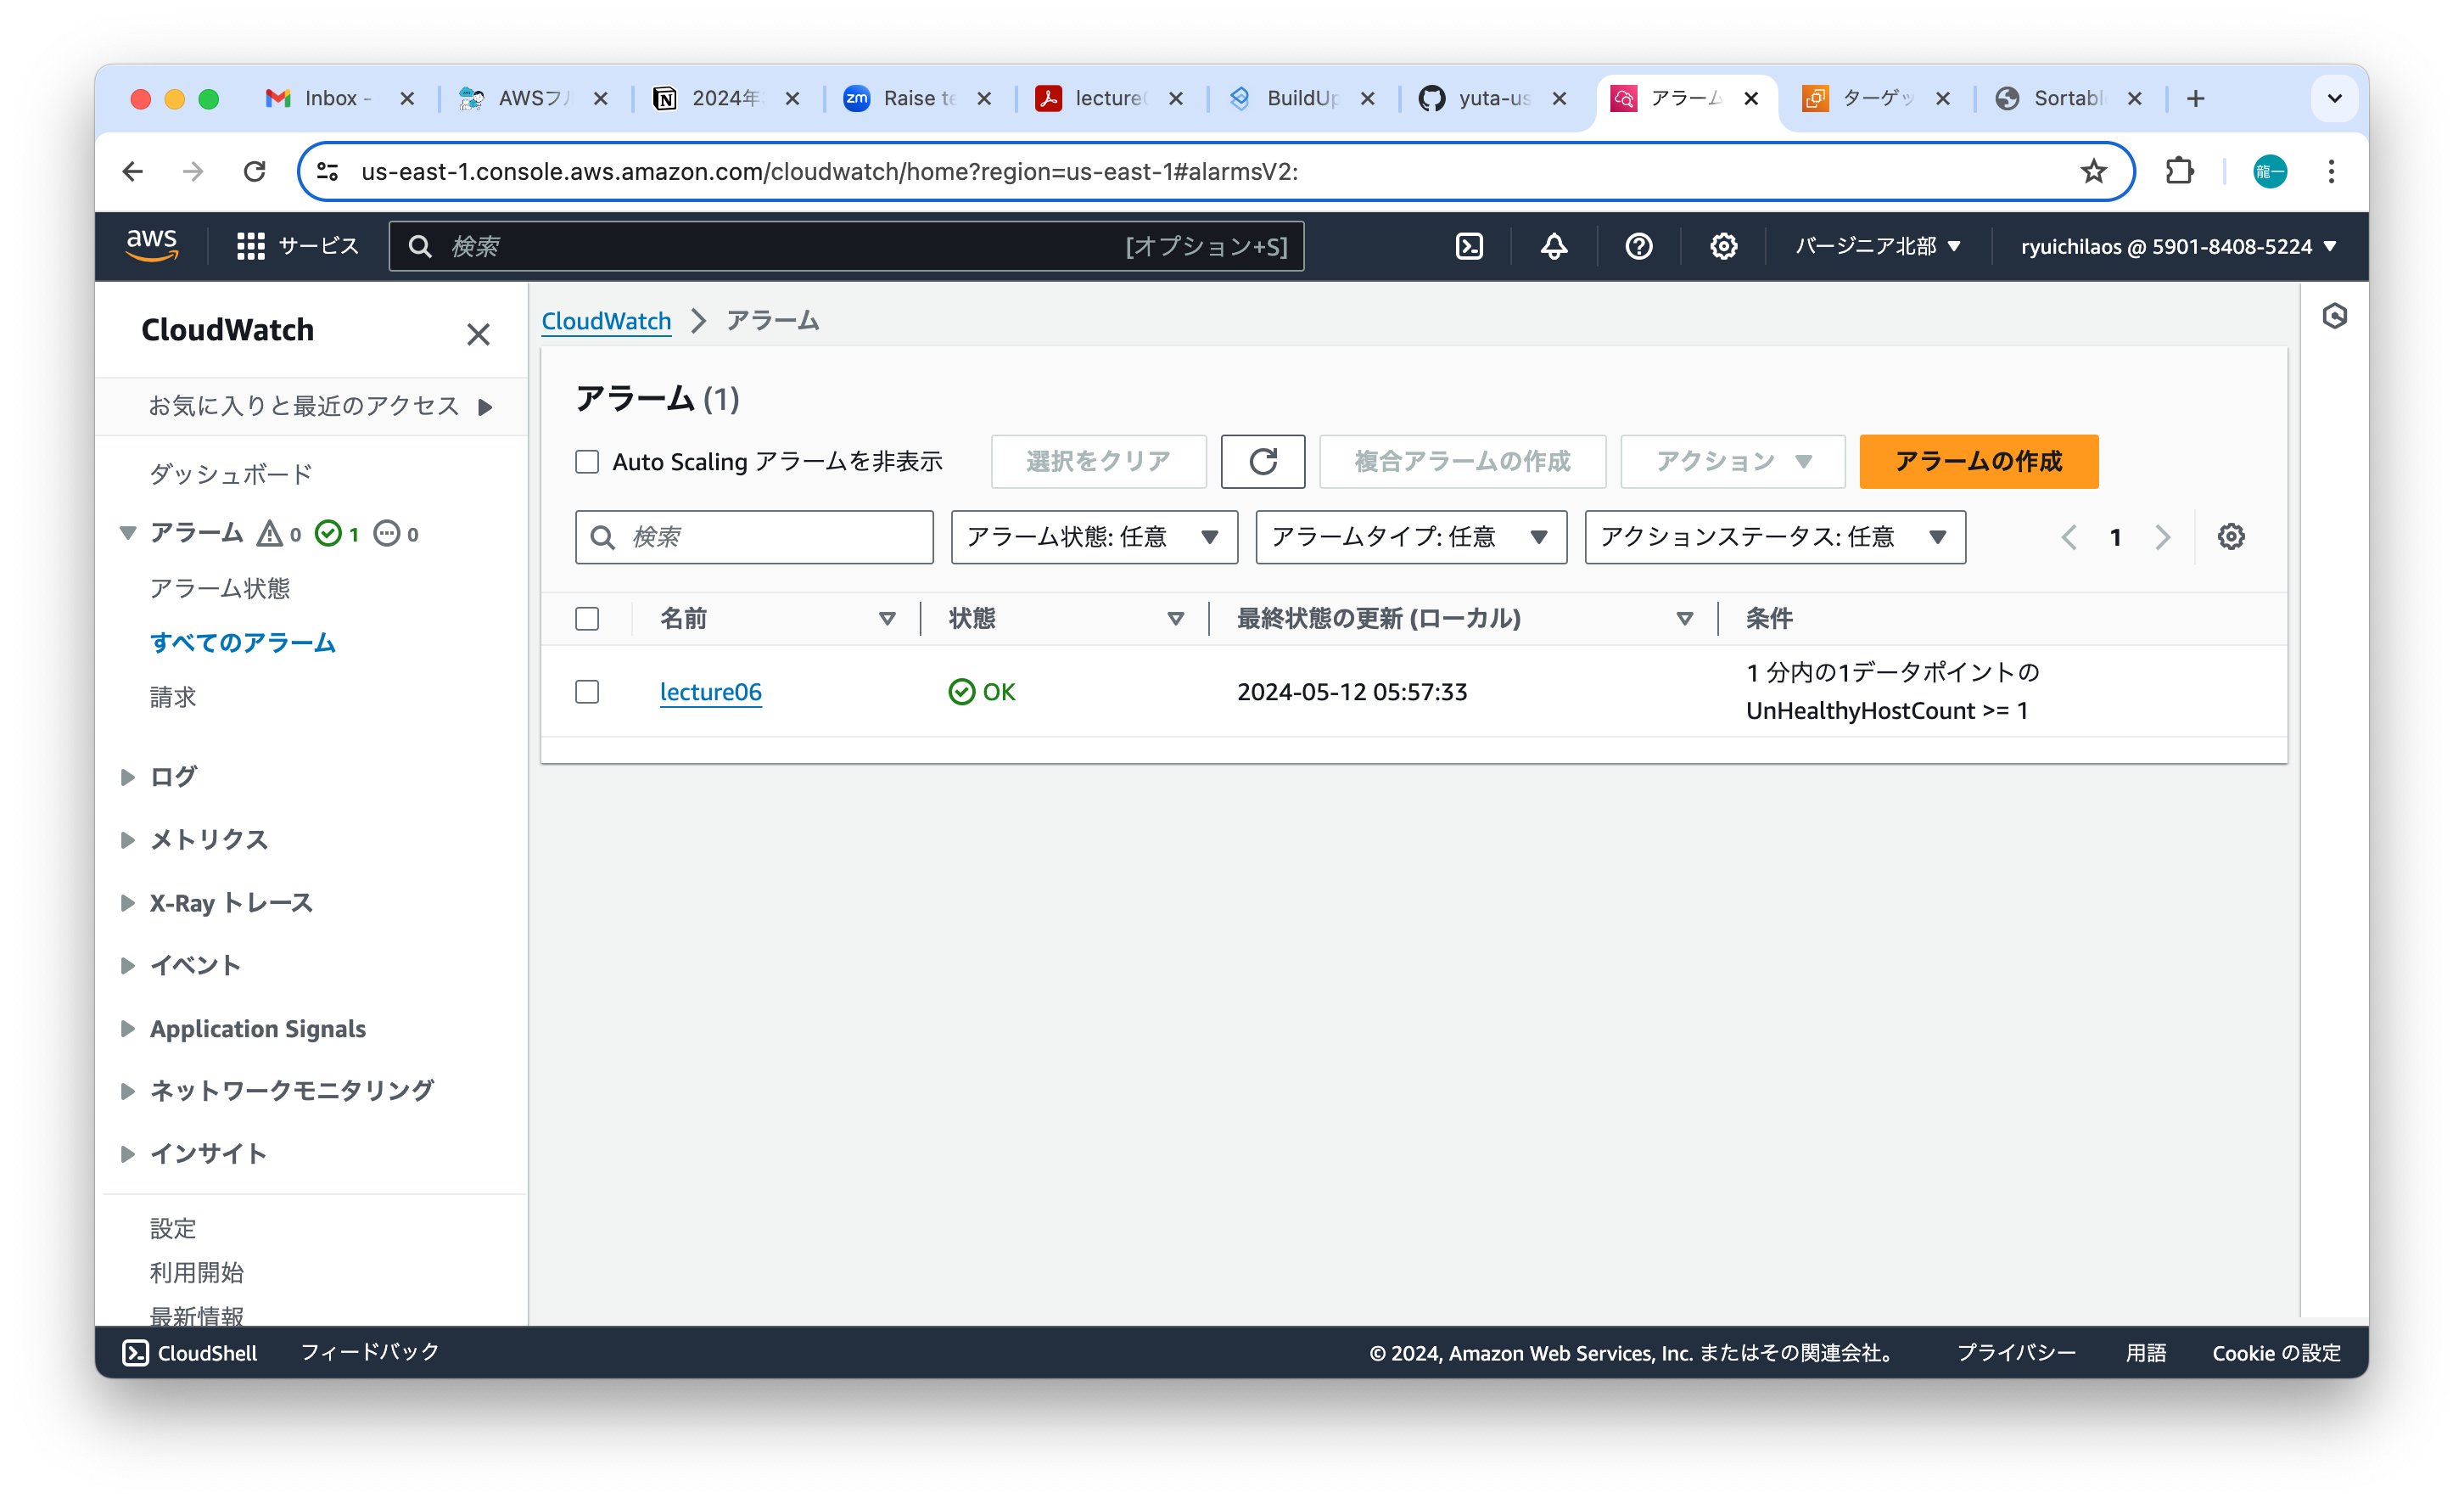 Inbox -
AWSフル
2024年
zm Raise te
lecture0
BuildUp
yuta-us
アラーム
ターゲッ
Sortabl
us-east-1.console.aws.amazon.com/cloudwatch/home?region=us-east-1#alarmsV2:
龍一
aws
サービス
検索
[オプション+S]
バージニア北部
ryuichilaos @ 5901-8408-5224
CloudWatch
お気に入りと最近のアクセス
ダッシュボード
アラーム 0 1 0
アラーム状態
すべてのアラーム
請求
ログ
メトリクス
X-Ray トレース
イベント
Application Signals
ネットワークモニタリング
インサイト
設定
利用開始
最新情報
CloudWatch アラーム
アラーム (1)
Auto Scaling アラームを非表示
選択をクリア
複合アラームの作成
アクション
アラームの作成
検索
アラーム状態: 任意
アラームタイプ: 任意
アクションステータス: 任意
1
名前 状態 最終状態の更新 (ローカル) 条件
lecture06 OK 2024-05-12 05:57:33 1 分内の1データポイントの
UnHealthyHostCount >= 1
CloudShell
フィードバック
© 2024, Amazon Web Services, Inc. またはその関連会社。
プライバシー
用語
Cookie の設定